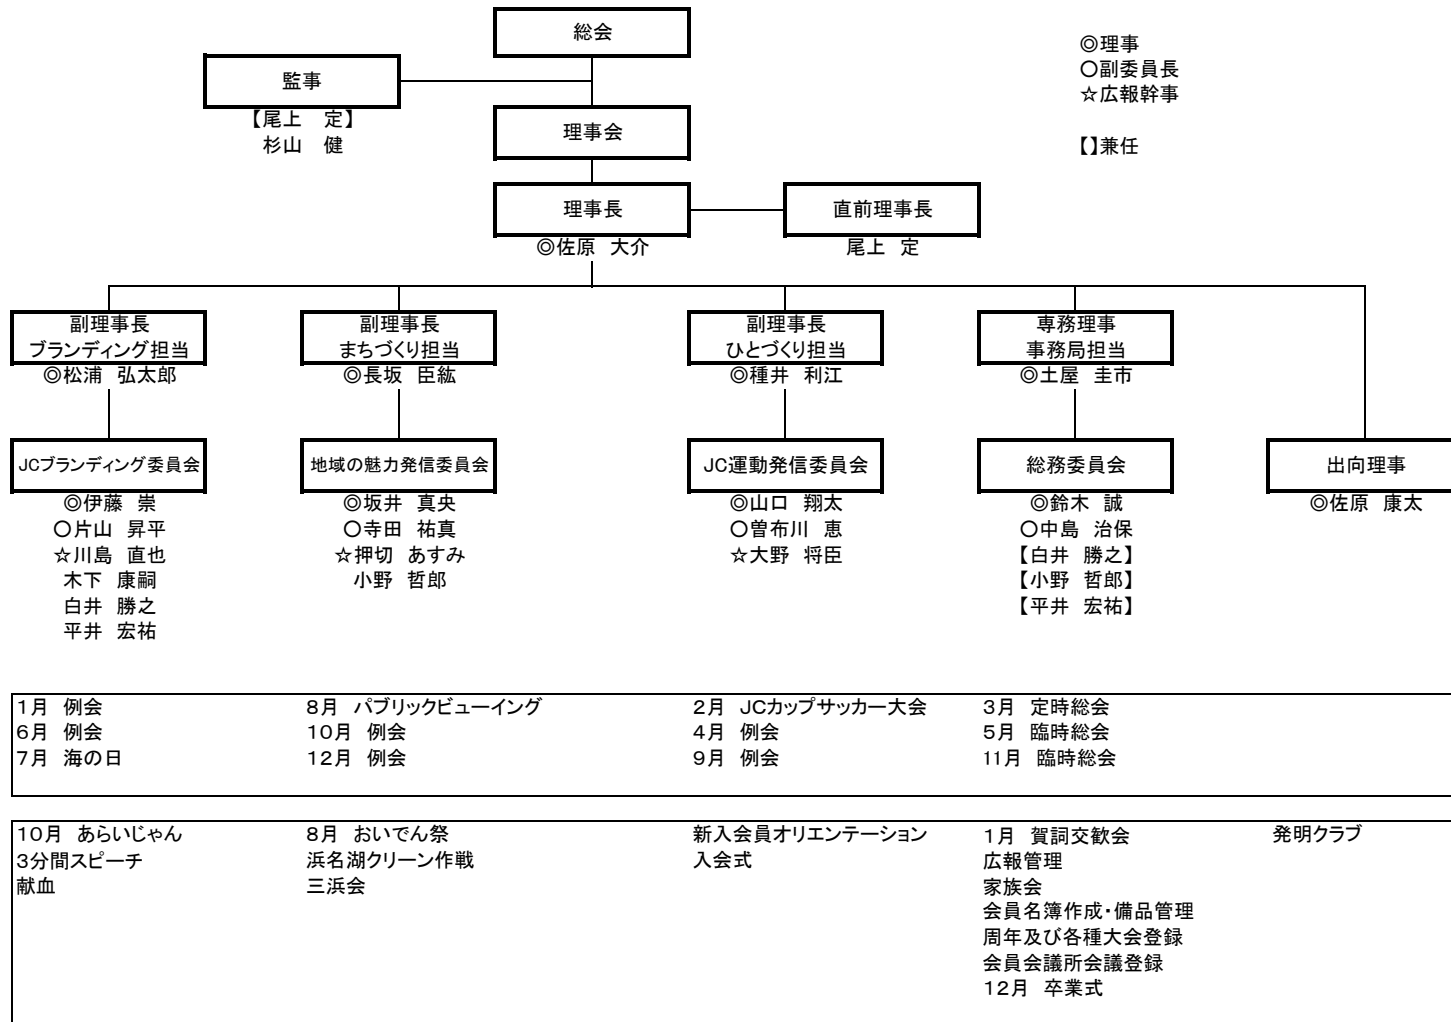 総会
◎理事
〇副委員長
☆広報幹事
【】兼任
監事
【尾上　定】
杉山　健
理事会
理事長
◎佐原　大介
直前理事長
尾上　定
副理事長
ブランディング担当
◎松浦　弘太郎
副理事長
まちづくり担当
◎長坂　臣紘
副理事長
ひとづくり担当
◎種井　利江
専務理事
事務局担当
◎土屋　圭市
JCブランディング委員会
◎伊藤　崇
〇片山　昇平
☆川島　直也
木下　康嗣
白井　勝之
平井　宏祐
地域の魅力発信委員会
◎坂井　真央
〇寺田　祐真
☆押切　あすみ
小野　哲郎
JC運動発信委員会
◎山口　翔太
〇曽布川　恵
☆大野　将臣
総務委員会
◎鈴木　誠
〇中島　治保
【白井　勝之】
【小野　哲郎】
【平井　宏祐】
出向理事
◎佐原　康太
1月　例会
6月　例会
7月　海の日
8月　パブリックビューイング
10月　例会
12月　例会
2月　JCカップサッカー大会
4月　例会
9月　例会
3月　定時総会
5月　臨時総会
11月　臨時総会
10月　あらいじゃん
3分間スピーチ
献血
8月　おいでん祭
浜名湖クリーン作戦
三浜会
新入会員オリエンテーション
入会式
1月　賀詞交歓会
広報管理
家族会
会員名簿作成・備品管理
周年及び各種大会登録
会員会議所会議登録
12月　卒業式
発明クラブ